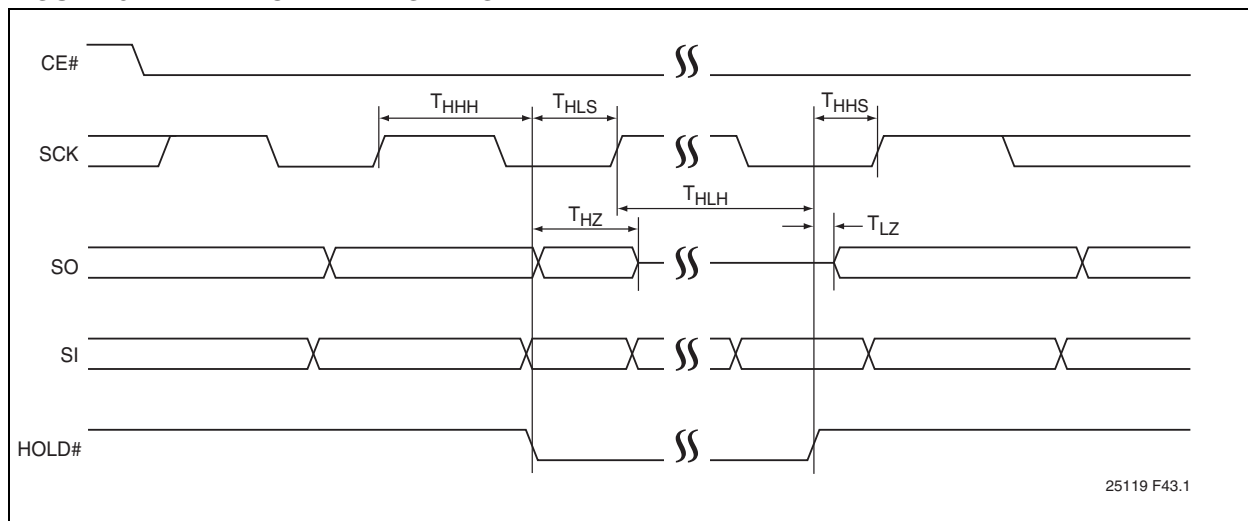 CE#
THHH
THLS
THHS
SCK
THLH
THZ
TLZ
SO
SI
HOLD#
25119 F43.1